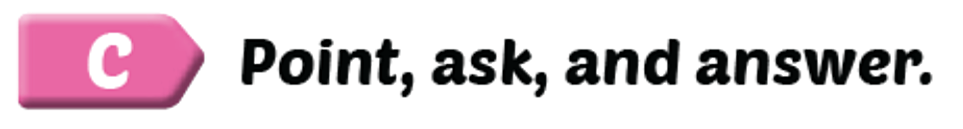 C Point, ask, and answer.